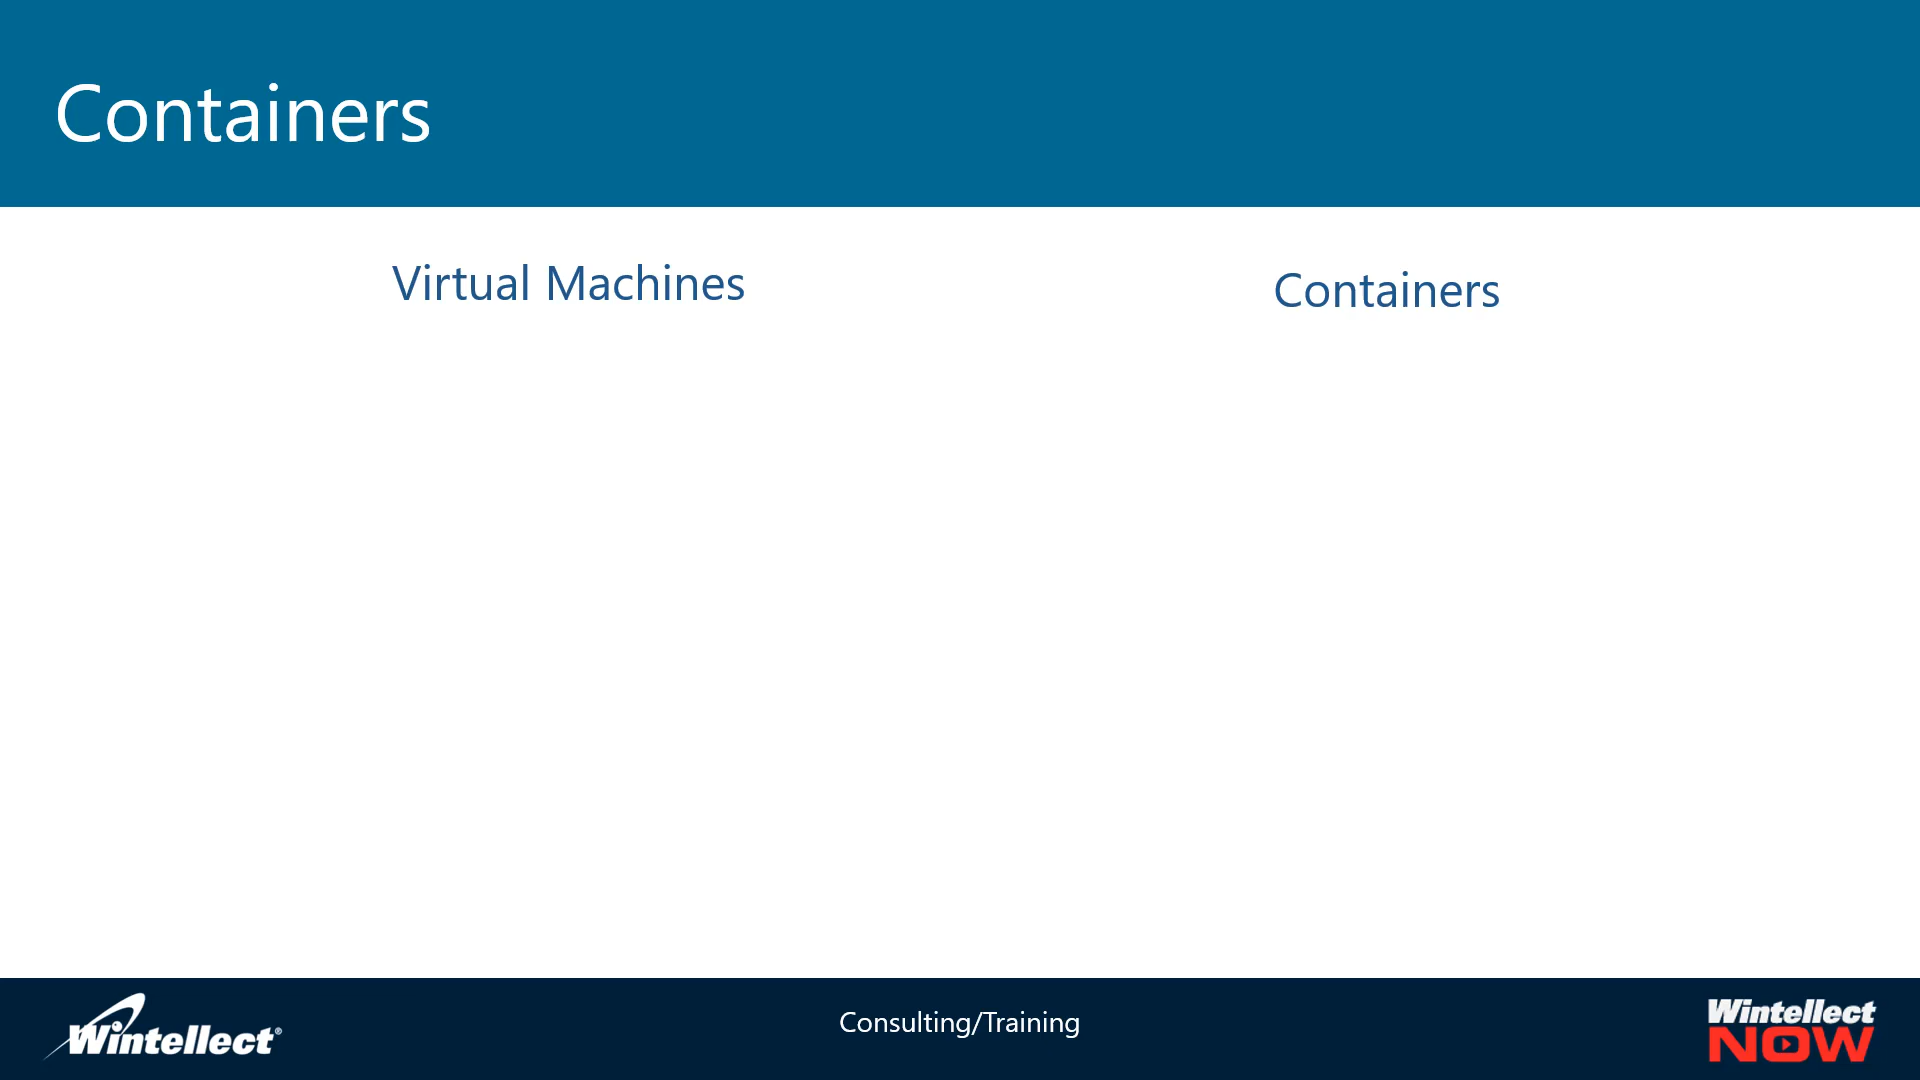 Containers
Virtual Machines
Containers
Wintellect®
Consulting/Training
Wintellect
NOW